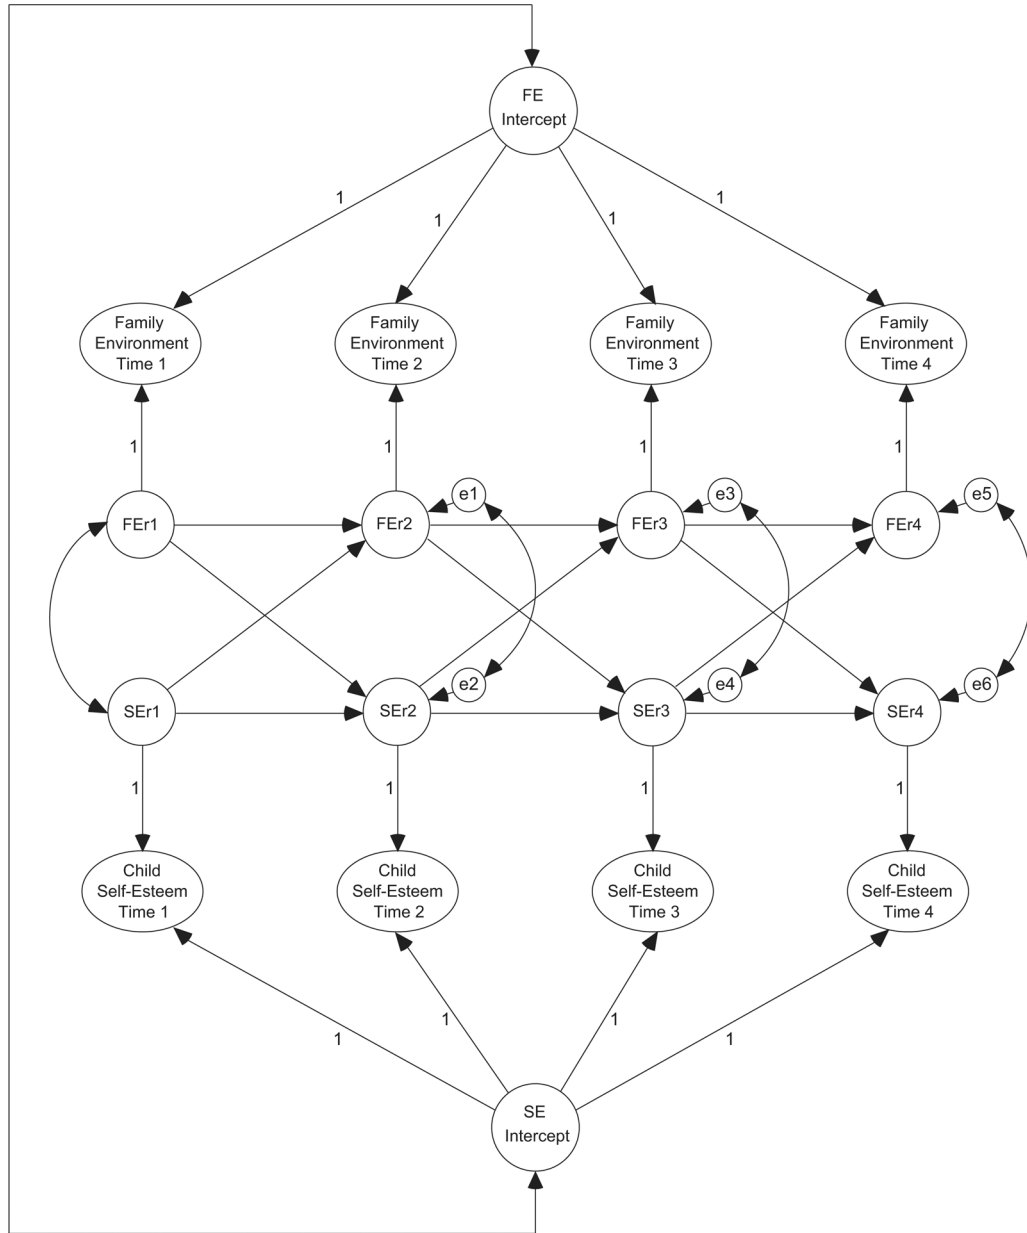 FE
Intercept
1
1
1
1
Family
Environment
Time 1
Family
Environment
Time 2
Family
Environment
Time 3
Family
Environment
Time 4
1
1
1
1
FEr1
FEr2
e1
FEr3
e3
FEr4
e5
SEr1
SEr2
e2
SEr3
e4
SEr4
e6
1
1
1
1
Child
Self-Esteem
Time 1
Child
Self-Esteem
Time 2
Child
Self-Esteem
Time 3
Child
Self-Esteem
Time 4
1
1
1
1
SE
Intercept